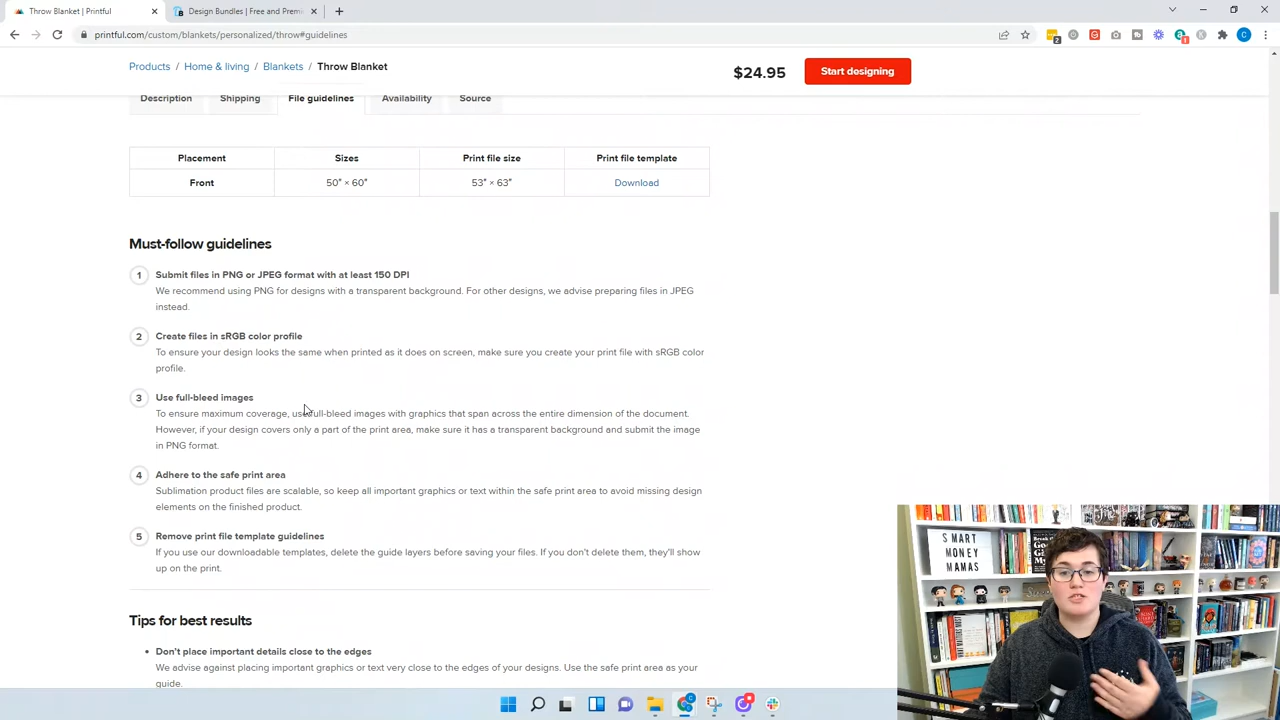 Throw Blanket | Printful
Design Bundles | Free and Premi
printful.com/custom/blankets/personalized/throw#guidelines
Products / Home & living / Blankets / Throw Blanket
$24.95
Start designing
Description
Shipping
File guidelines
Availability
Source
Placement Sizes Print file size Print file template
Front 50″ × 60″ 53″ × 63″ Download
Must-follow guidelines
1 Submit files in PNG or JPEG format with at least 150 DPI
We recommend using PNG for designs with a transparent background. For other designs, we advise preparing files in JPEG
instead.
2 Create files in sRGB color profile
To ensure your design looks the same when printed as it does on screen, make sure you create your print file with sRGB color
profile.
3 Use full-bleed images
To ensure maximum coverage, use full-bleed images with graphics that span across the entire dimension of the document.
However, if your design covers only a part of the print area, make sure it has a transparent background and submit the image
in PNG format.
4 Adhere to the safe print area
Sublimation product files are scalable, so keep all important graphics or text within the safe print area to avoid missing design
elements on the finished product.
5 Remove print file template guidelines
If you use our downloadable templates, delete the guide layers before saving your files. If you don't delete them, they'll show
up on the print.
Tips for best results
• Don't place important details close to the edges
We advise against placing important graphics or text very close to the edges of your designs. Use the safe print area as your
guide.
SMART
MONEY
MAMAS